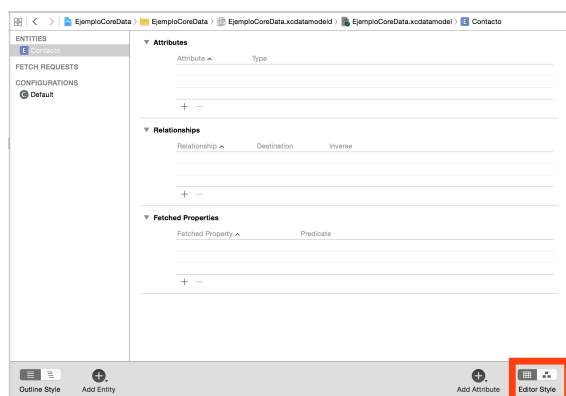 EjemploCoreData 〉 EjemploCoreData 〉 EjemploCoreData.xcdatamodeld 〉 EjemploCoreData.xcdatamodel 〉 E Contacto
ENTITIES
E Contacto
FETCH REQUESTS
CONFIGURATIONS
C Default
Attributes
Attribute Type
Relationships
Relationship Destination Inverse
Fetched Properties
Fetched Property Predicate
Outline Style Add Entity Add Attribute Editor Style